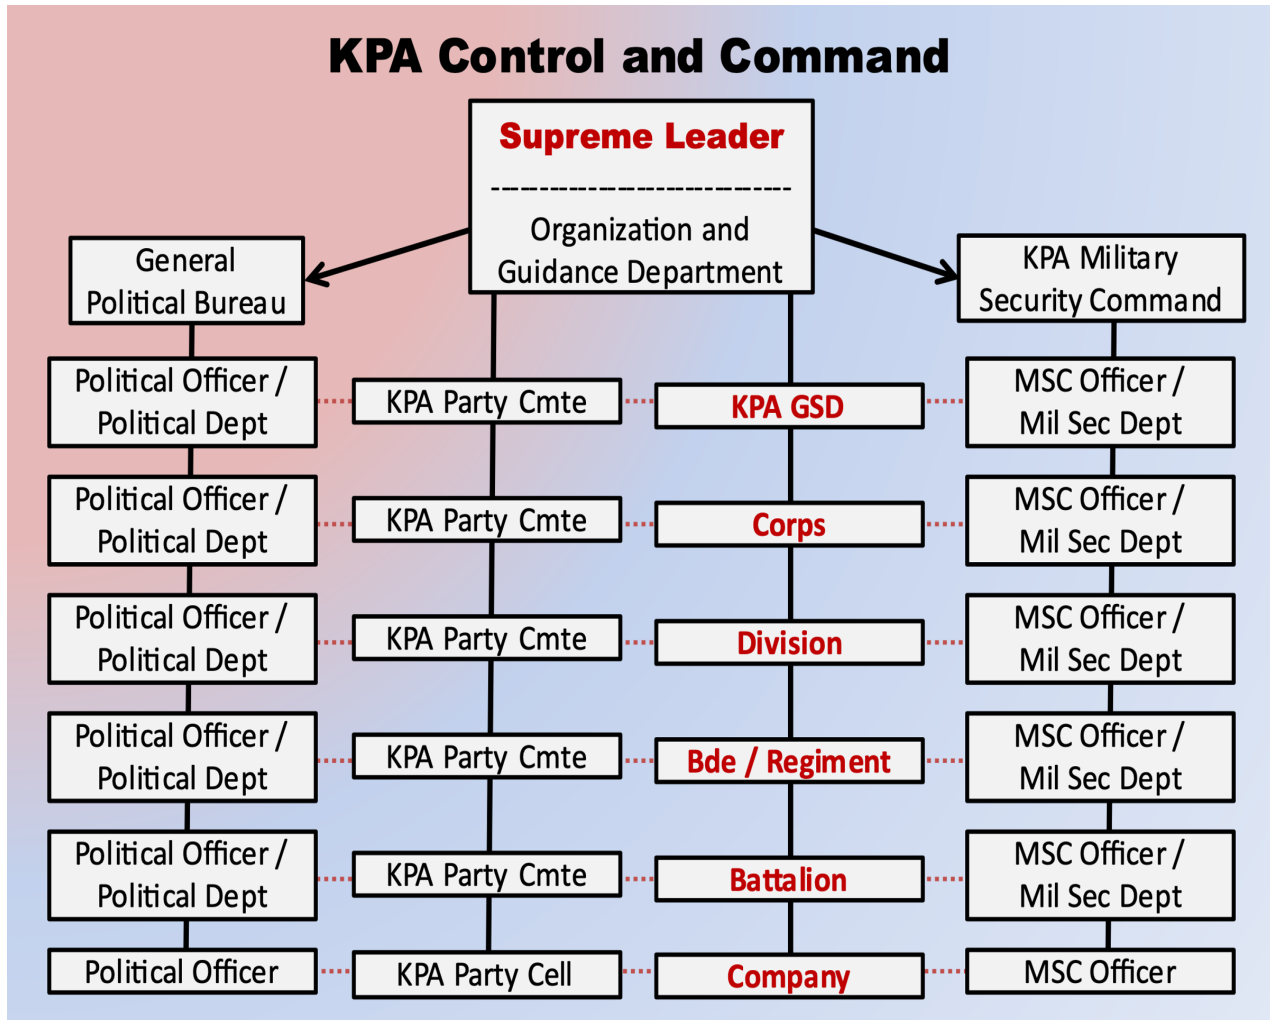 KPA Control and Command
Supreme Leader
------------------------------
Organization and
Guidance Department
General
Political Bureau
KPA Military
Security Command
Political Officer /
Political Dept
KPA Party Cmte
KPA GSD
MSC Officer /
Mil Sec Dept
Political Officer /
Political Dept
KPA Party Cmte
Corps
MSC Officer /
Mil Sec Dept
Political Officer /
Political Dept
KPA Party Cmte
Division
MSC Officer /
Mil Sec Dept
Political Officer /
Political Dept
KPA Party Cmte
Bde / Regiment
MSC Officer /
Mil Sec Dept
Political Officer /
Political Dept
KPA Party Cmte
Battalion
MSC Officer /
Mil Sec Dept
Political Officer
KPA Party Cell
Company
MSC Officer